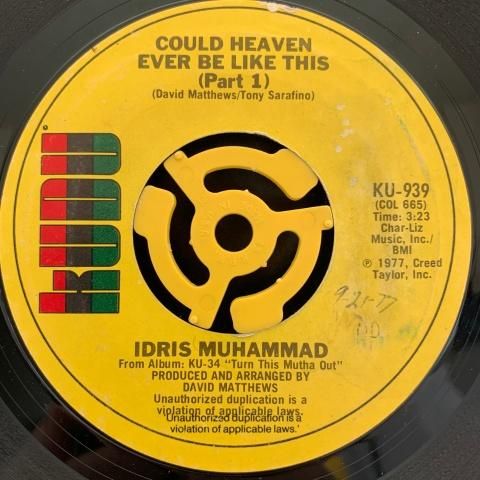 COULD HEAVEN
EVER BE LIKE THIS
(Part 1)
(David Matthews/Tony Sarafino)
KUDU
KU-939
(COL 665)
Time: 3:23
Char-Liz
Music, Inc./
BMI
℗ 1977, Creed
Taylor, Inc.
9-21-77
IDRIS MUHAMMAD
From Album: KU-34 "Turn This Mutha Out"
PRODUCED AND ARRANGED BY
DAVID MATTHEWS
Unauthorized duplication is a
violation of applicable laws.
Unauthorized duplication is a
violation of applicable laws.'